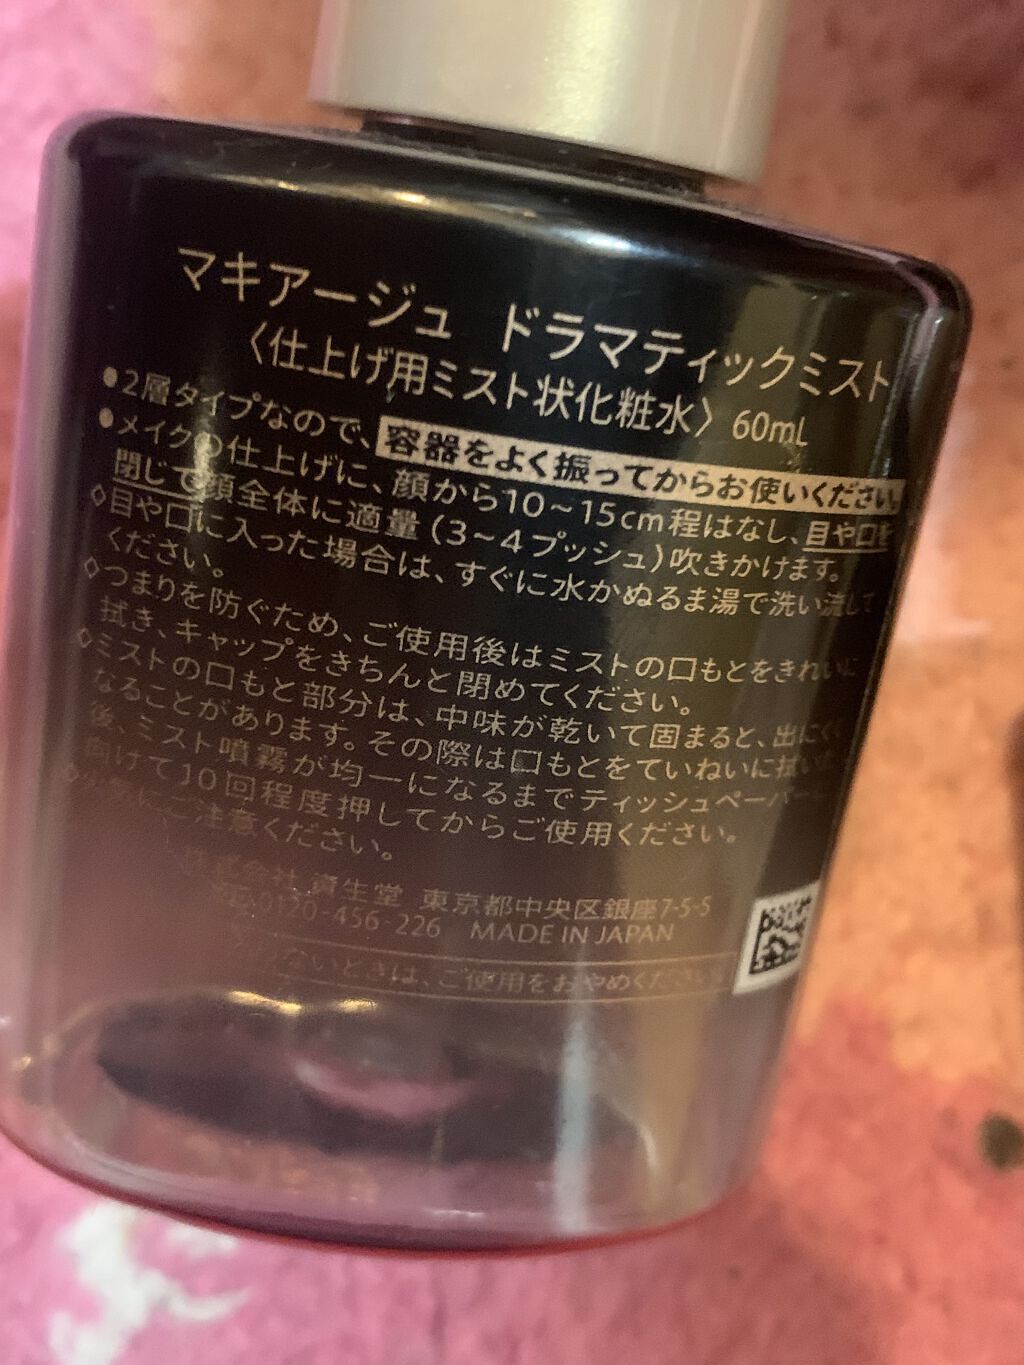 マキアージュ ドラマティックミスト
〈仕上げ用ミスト状化粧水〉60mL
●2層タイプなので、容器をよく振ってからお使いください。
●メイクの仕上げに、顔から10~15cm程はなし、目や口を
閉じて顔全体に適量(3~4プッシュ)吹きかけます。
◇目や口に入った場合は、すぐに水かぬるま湯で洗い流して
ください。
◇つまりを防ぐため、ご使用後はミストの口もとをきれいに
拭き、キャップをきちんと閉めてください。
◇ミストの口もと部分は、中味が乾いて固まると、出にくく
なることがあります。その際は口もとをていねいに拭いた
後、ミスト噴霧が均一になるまでティッシュペーパー
向けて10回程度押してからご使用ください。
にご注意ください。
株式会社 資生堂 東京都中央区銀座7-5-5
0120-456-226 MADE IN JAPAN
ないときは、ご使用をおやめください